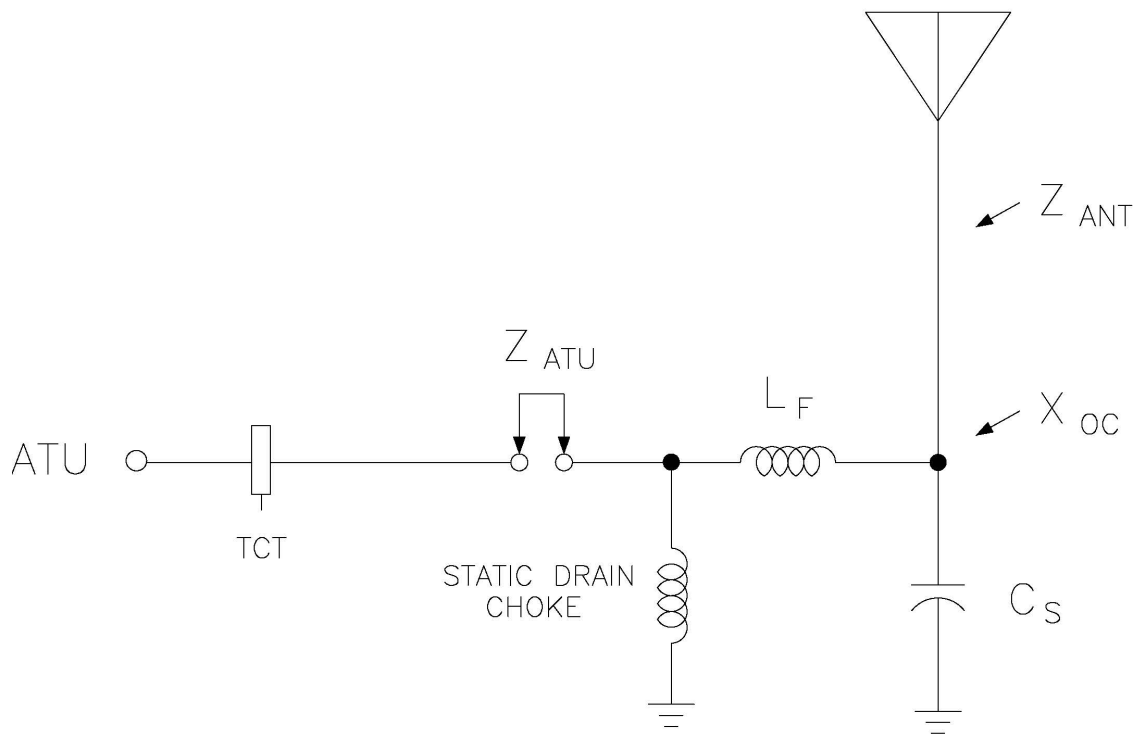 Z ANT
Z ATU
L F
X OC
ATU
TCT
STATIC DRAIN
CHOKE
C S